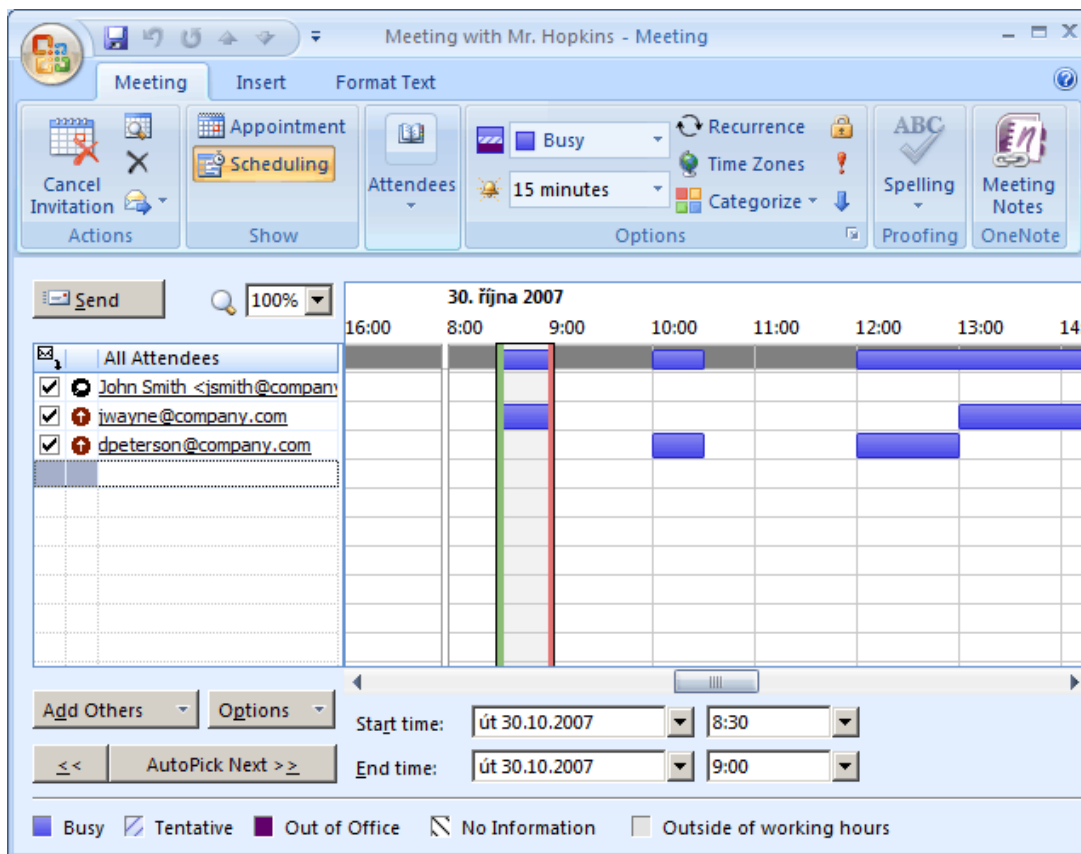 Meeting with Mr. Hopkins - Meeting
Meeting Insert Format Text
Cancel Invitation
Actions
Appointment
Scheduling
Show
Attendees
Busy
15 minutes
Recurrence
Time Zones
Categorize
Options
ABC
Spelling
Proofing
Meeting Notes
OneNote
Send
100%
30. října 2007
16:00 8:00 9:00 10:00 11:00 12:00 13:00 14
All Attendees
John Smith <jsmith@company
jwayne@company.com
dpeterson@company.com
Add Others Options
<< AutoPick Next >>
Start time: út 30.10.2007 8:30
End time: út 30.10.2007 9:00
Busy Tentative Out of Office No Information Outside of working hours